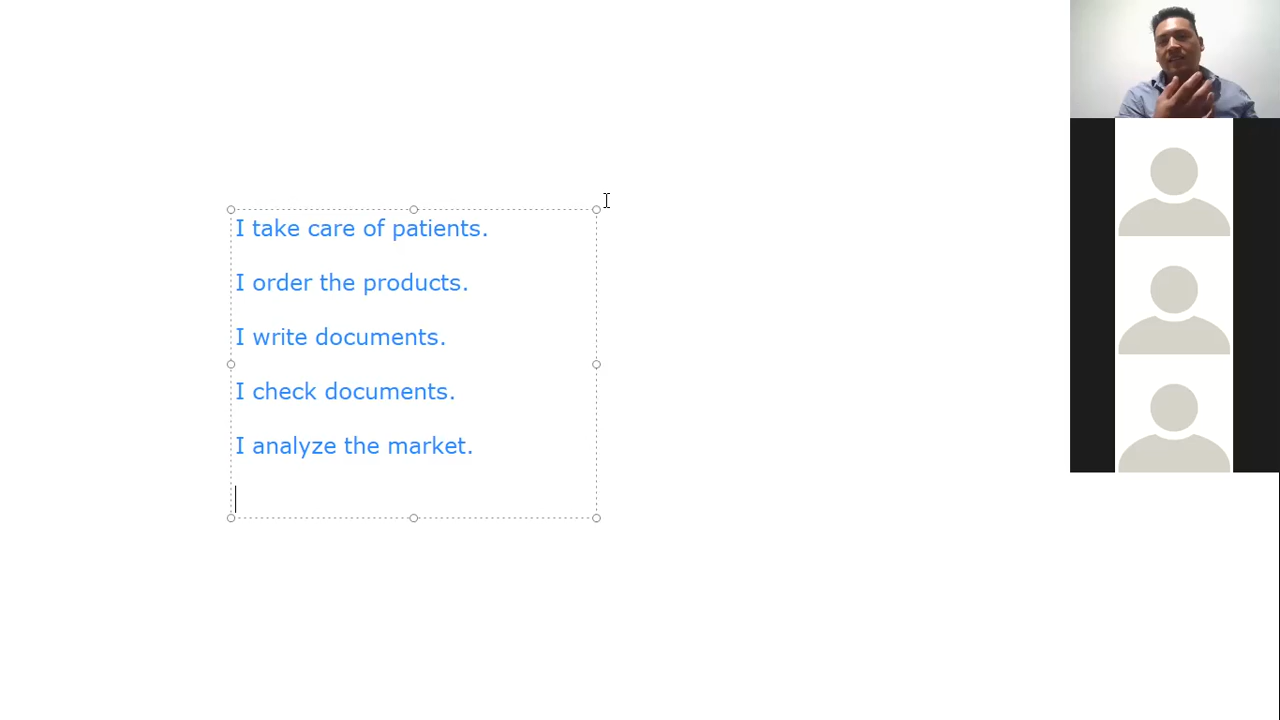 I take care of patients.
I order the products.
I write documents.
I check documents.
I analyze the market.